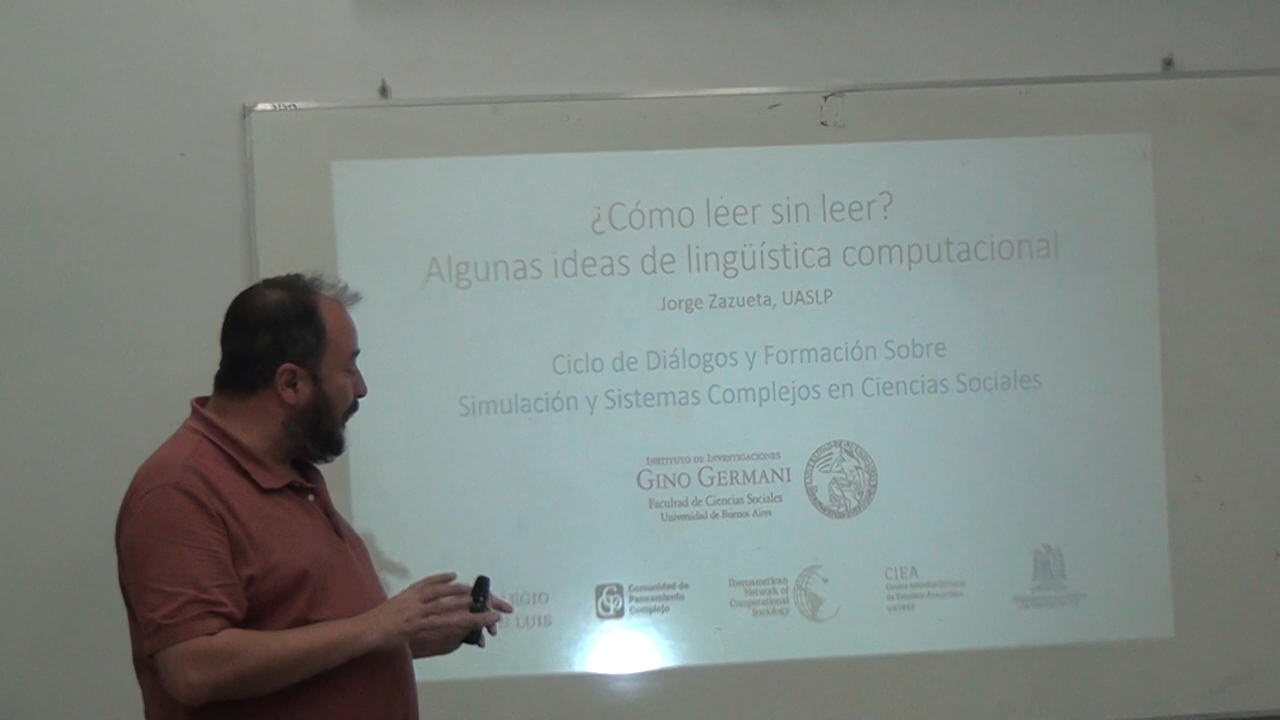 ¿Cómo leer sin leer?
Algunas ideas de lingüística computacional
Jorge Zazueta, UASLP
Ciclo de Diálogos y Formación Sobre
Simulación y Sistemas Complejos en Ciencias Sociales
Instituto de Investigaciones
Gino Germani
Facultad de Ciencias Sociales
Universidad de Buenos Aires
LUIS
Comunidad de
Pensamiento
Complejo
Iberoamerican
Network of
Computational
Sociology
CIEA
Centro Interdisciplinario
de Estudios Avanzados
UNTREF